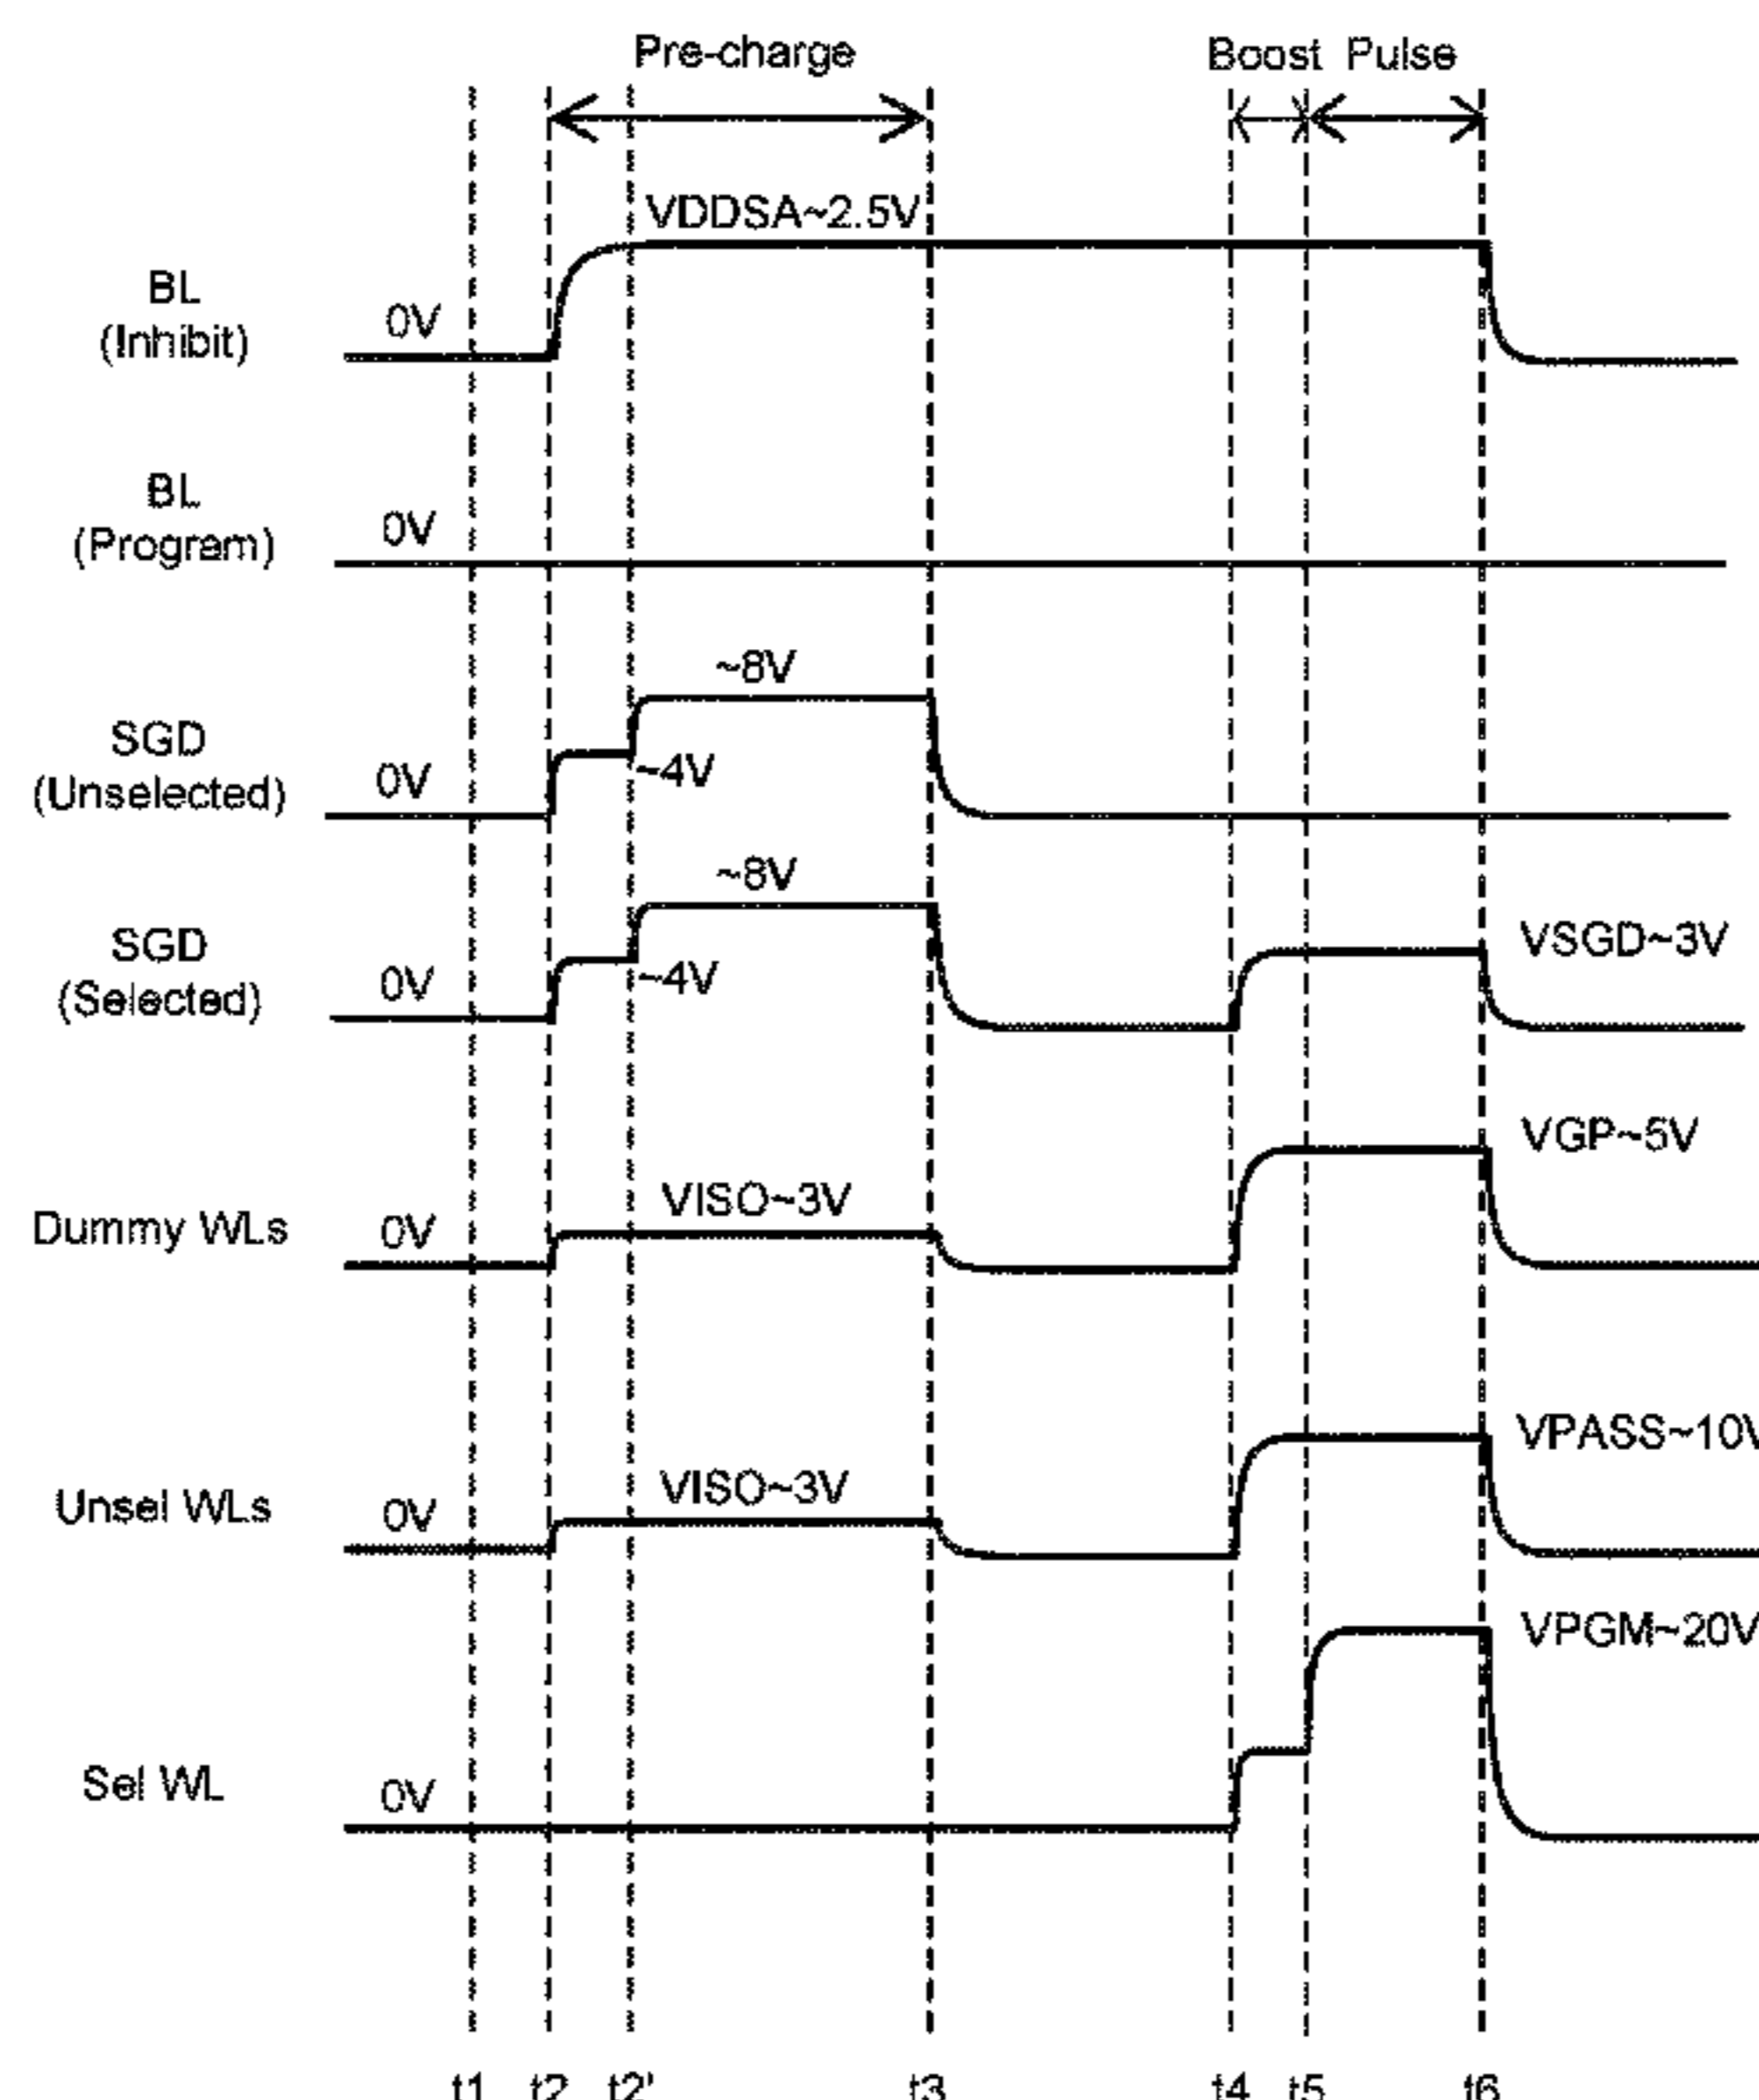 Pre-charge
Boost Pulse
VDDSA~2.5V
BL
(Inhibit)
0V
BL
(Program)
0V
~8V
SGD
(Unselected)
0V
~4V
~8V
SGD
(Selected)
0V
~4V
VSGD~3V
VGP~5V
Dummy WLs
0V
VISO~3V
VPASS~10V
Unsel WLs
0V
VISO~3V
VPGM~20V
Sel WL
0V
t1 t2 t2' t3 t4 t5 t6